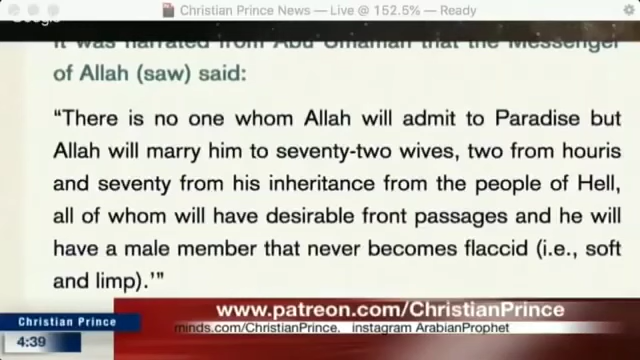 Christian Prince News — Live @ 152.5% — Ready
It was narrated from Abu Umamah that the Messenger
of Allah (saw) said:
“There is no one whom Allah will admit to Paradise but
Allah will marry him to seventy-two wives, two from houris
and seventy from his inheritance from the people of Hell,
all of whom will have desirable front passages and he will
have a male member that never becomes flaccid (i.e., soft
and limp).’”
www.patreon.com/ChristianPrince
Christian Prince
minds.com/ChristianPrince. instagram ArabianProphet
4:39